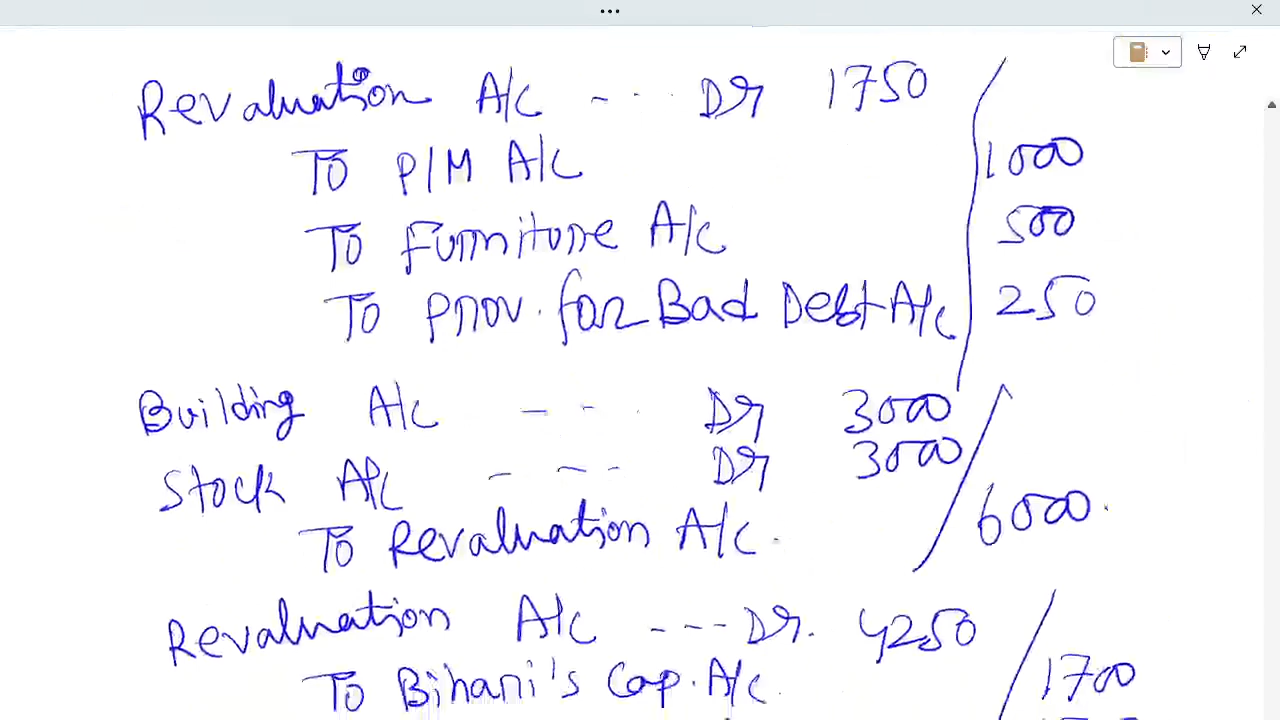 Revaluation A/c -- - Dr 1750
To P/M A/C 1000
To Furniture A/c 500
To Prov. for Bad Debt A/c 250
Building A/c - - - Dr 3000
Stock A/c - - - Dr 3000
To Revaluation A/c. 6000
Revaluation A/c --- Dr. 4250
To Bihari's Cap. A/c. 1700